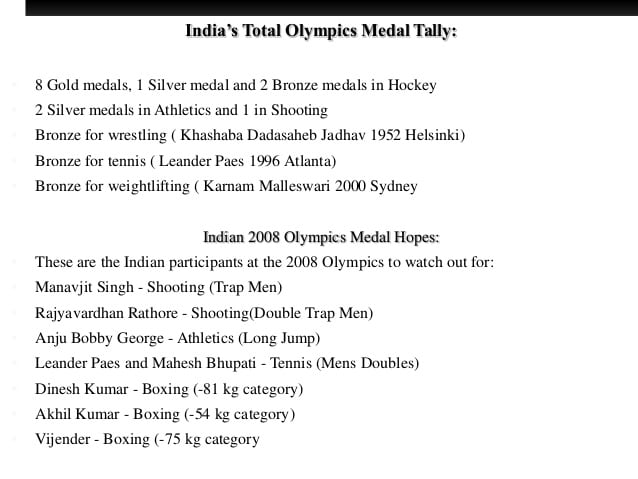 India’s Total Olympics Medal Tally:
8 Gold medals, 1 Silver medal and 2 Bronze medals in Hockey
2 Silver medals in Athletics and 1 in Shooting
Bronze for wrestling ( Khashaba Dadasaheb Jadhav 1952 Helsinki)
Bronze for tennis ( Leander Paes 1996 Atlanta)
Bronze for weightlifting ( Karnam Malleswari 2000 Sydney
Indian 2008 Olympics Medal Hopes:
These are the Indian participants at the 2008 Olympics to watch out for:
Manavjit Singh - Shooting (Trap Men)
Rajyavardhan Rathore - Shooting(Double Trap Men)
Anju Bobby George - Athletics (Long Jump)
Leander Paes and Mahesh Bhupati - Tennis (Mens Doubles)
Dinesh Kumar - Boxing (-81 kg category)
Akhil Kumar - Boxing (-54 kg category)
Vijender - Boxing (-75 kg category